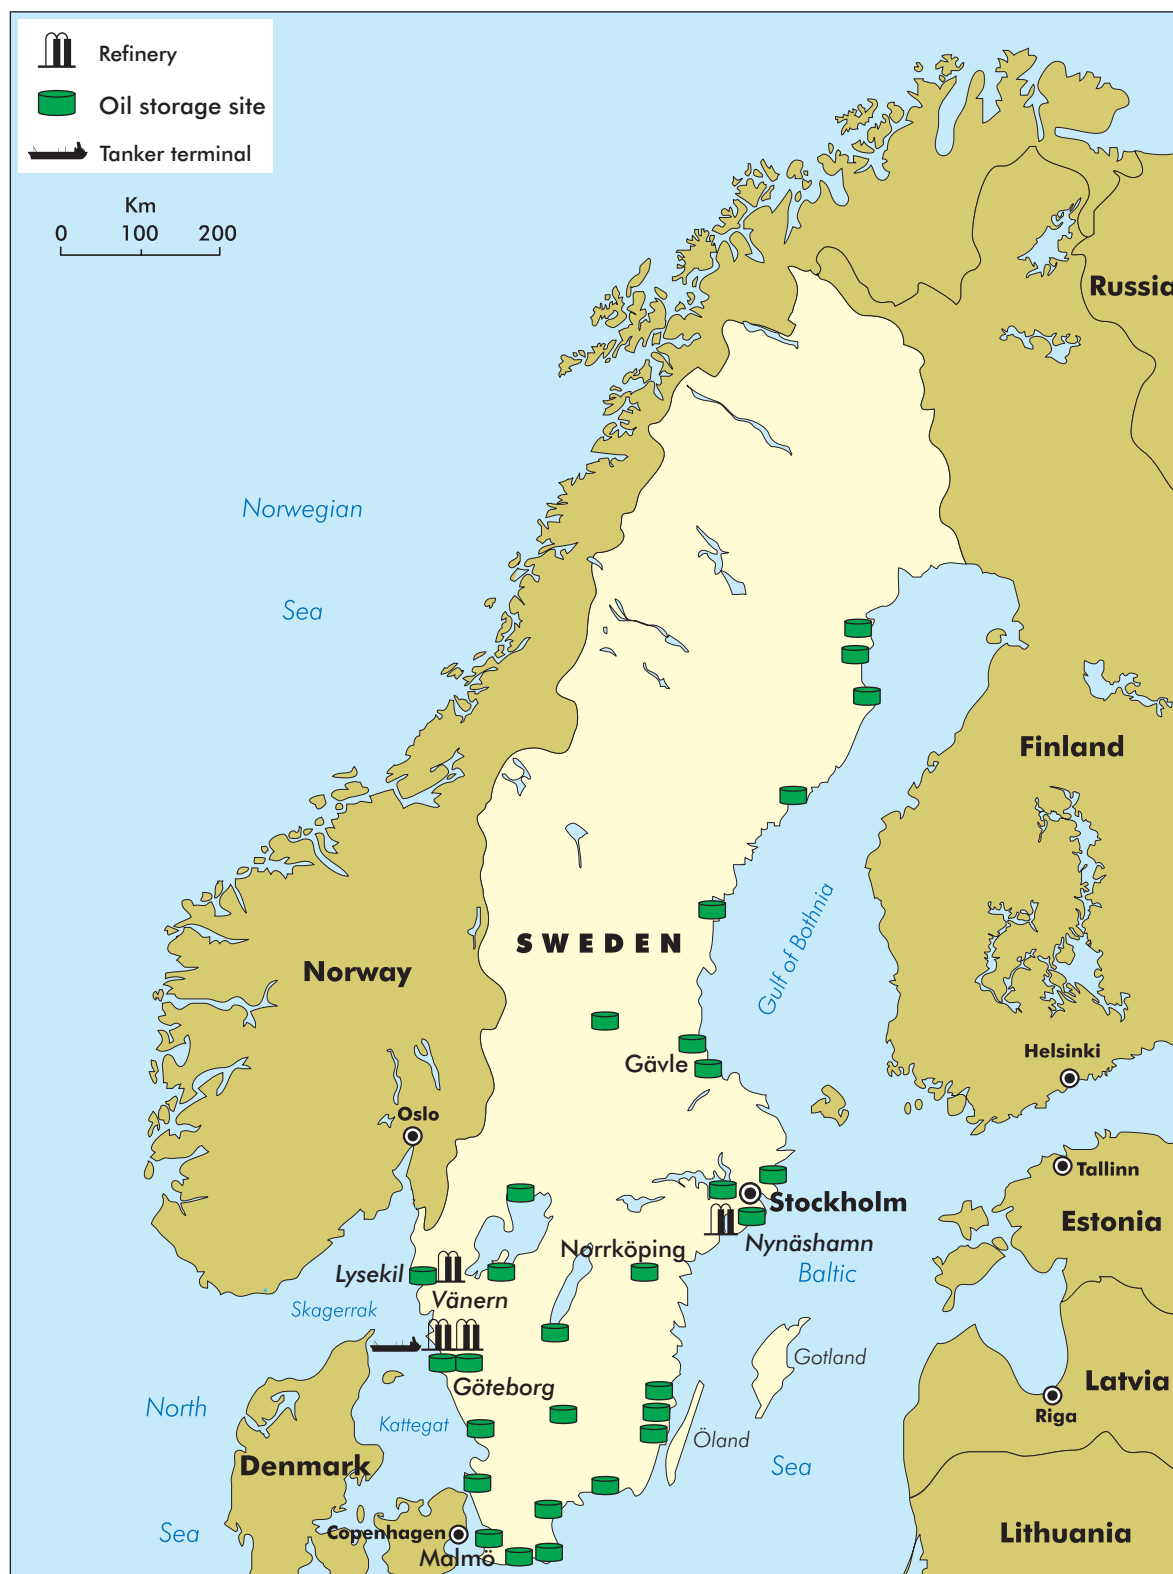 Refinery
Oil storage site
Tanker terminal
Km
0 100 200
Russia
Norwegian
Sea
Finland
Gulf of Bothnia
SWEDEN
Norway
Gävle
Helsinki
Oslo
Tallinn
Stockholm
Estonia
Nynäshamn
Norrköping
Lysekil
Baltic
Vänern
Skagerrak
Gotland
Göteborg
Latvia
North
Riga
Kattegat
Öland
Denmark
Sea
Sea
Copenhagen
Lithuania
Malmö